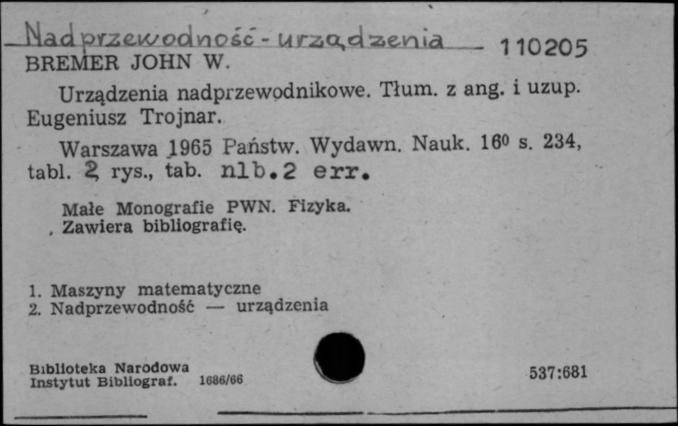 Nadprzewodność - urządzenia 110205
BREMER JOHN W.
Urządzenia nadprzewodnikowe. Tłum. z ang. i uzup.
Eugeniusz Trojnar.
Warszawa 1965 Państw. Wydawn. Nauk. 16⁰ s. 234,
tabl. 2, rys., tab. nlb.2 err.
Małe Monografie PWN. Fizyka.
Zawiera bibliografię.
1. Maszyny matematyczne
2. Nadprzewodność — urządzenia
Biblioteka Narodowa
Instytut Bibliograf. 1686/66
537:681